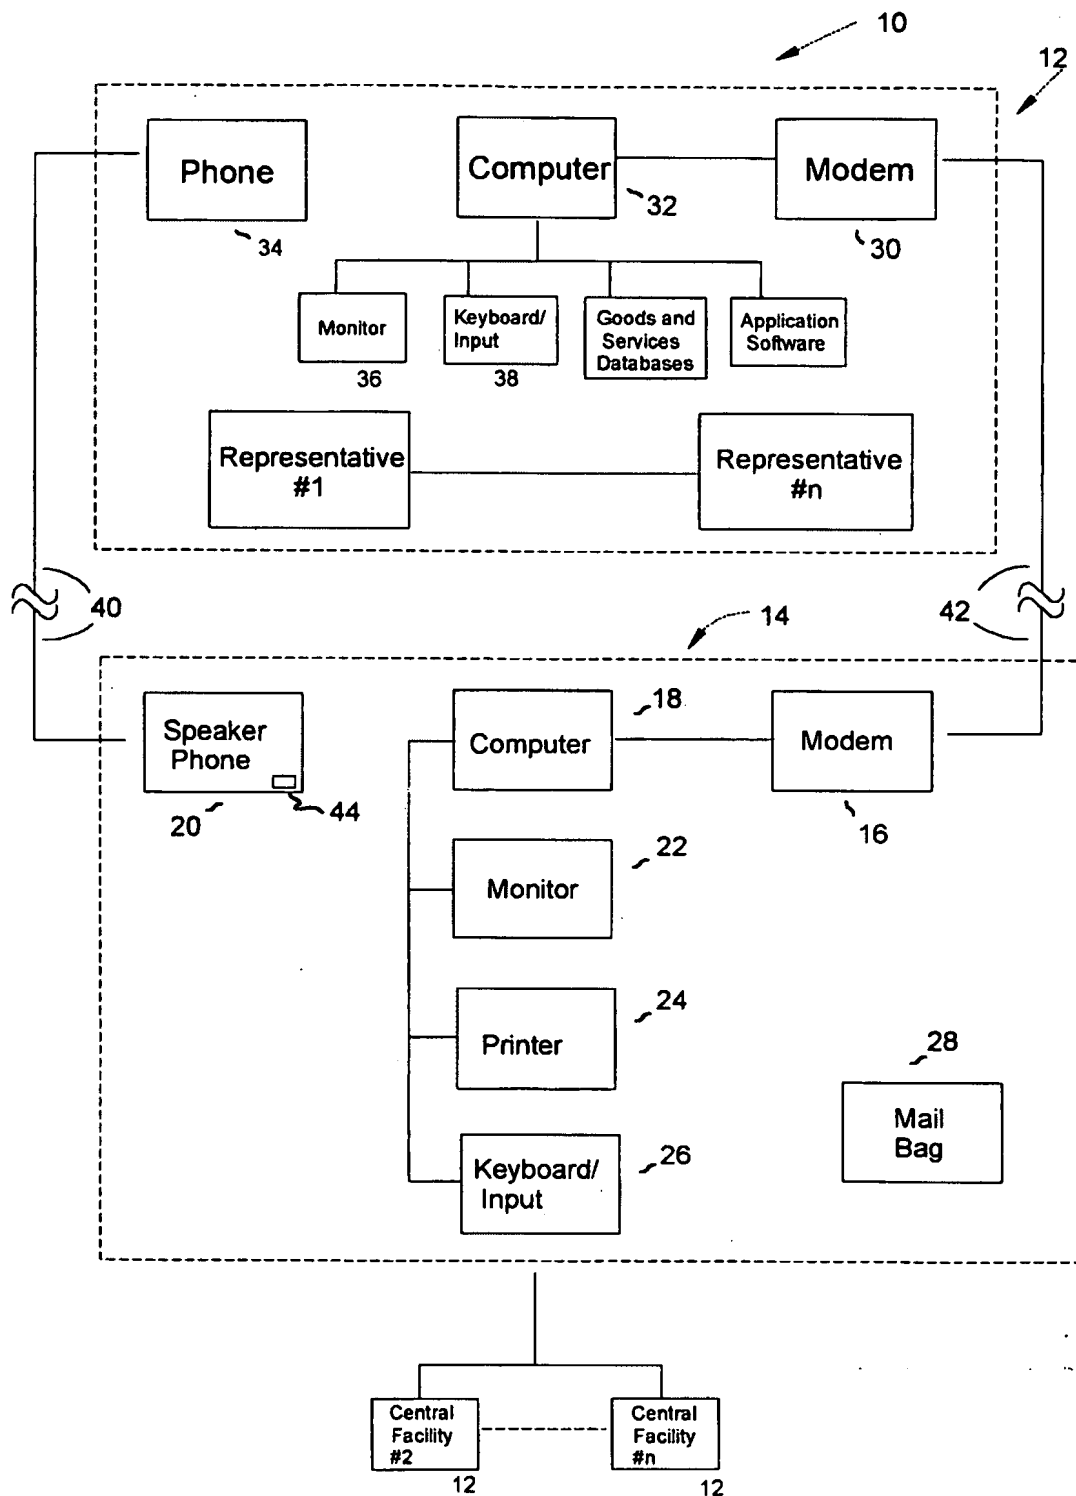 10
12
Phone
34
Computer
32
Modem
30
Monitor
36
Keyboard/
Input
38
Goods and
Services
Databases
Application
Software
Representative
#1
Representative
#n
40
42
14
Speaker
Phone
20
44
18
Computer
Modem
16
22
Monitor
24
Printer
28
Mail
Bag
26
Keyboard/
Input
Central
Facility
#2
12
Central
Facility
#n
12